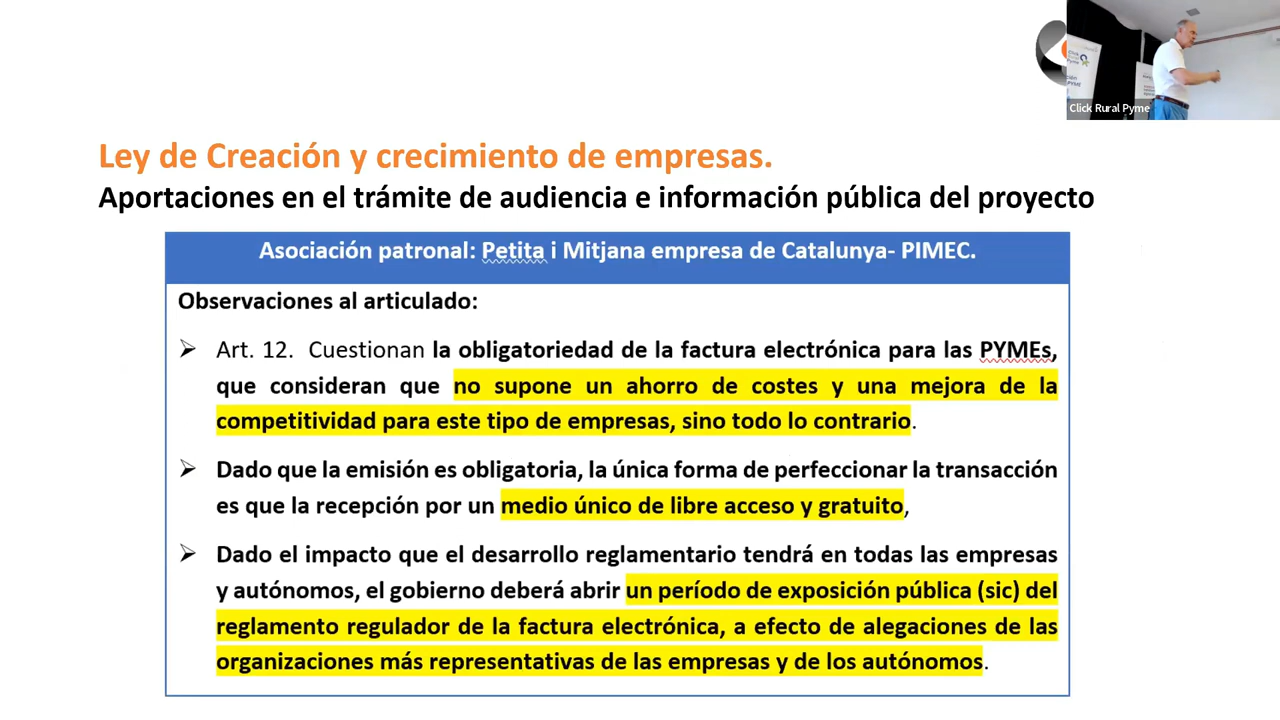 Click Rural Pyme
Ley de Creación y crecimiento de empresas.
Aportaciones en el trámite de audiencia e información pública del proyecto
Asociación patronal: Petita i Mitjana empresa de Catalunya- PIMEC.
Observaciones al articulado:
➢ Art. 12. Cuestionan la obligatoriedad de la factura electrónica para las PYMEs,
que consideran que no supone un ahorro de costes y una mejora de la
competitividad para este tipo de empresas, sino todo lo contrario.
➢ Dado que la emisión es obligatoria, la única forma de perfeccionar la transacción
es que la recepción por un medio único de libre acceso y gratuito,
➢ Dado el impacto que el desarrollo reglamentario tendrá en todas las empresas
y autónomos, el gobierno deberá abrir un período de exposición pública (sic) del
reglamento regulador de la factura electrónica, a efecto de alegaciones de las
organizaciones más representativas de las empresas y de los autónomos.